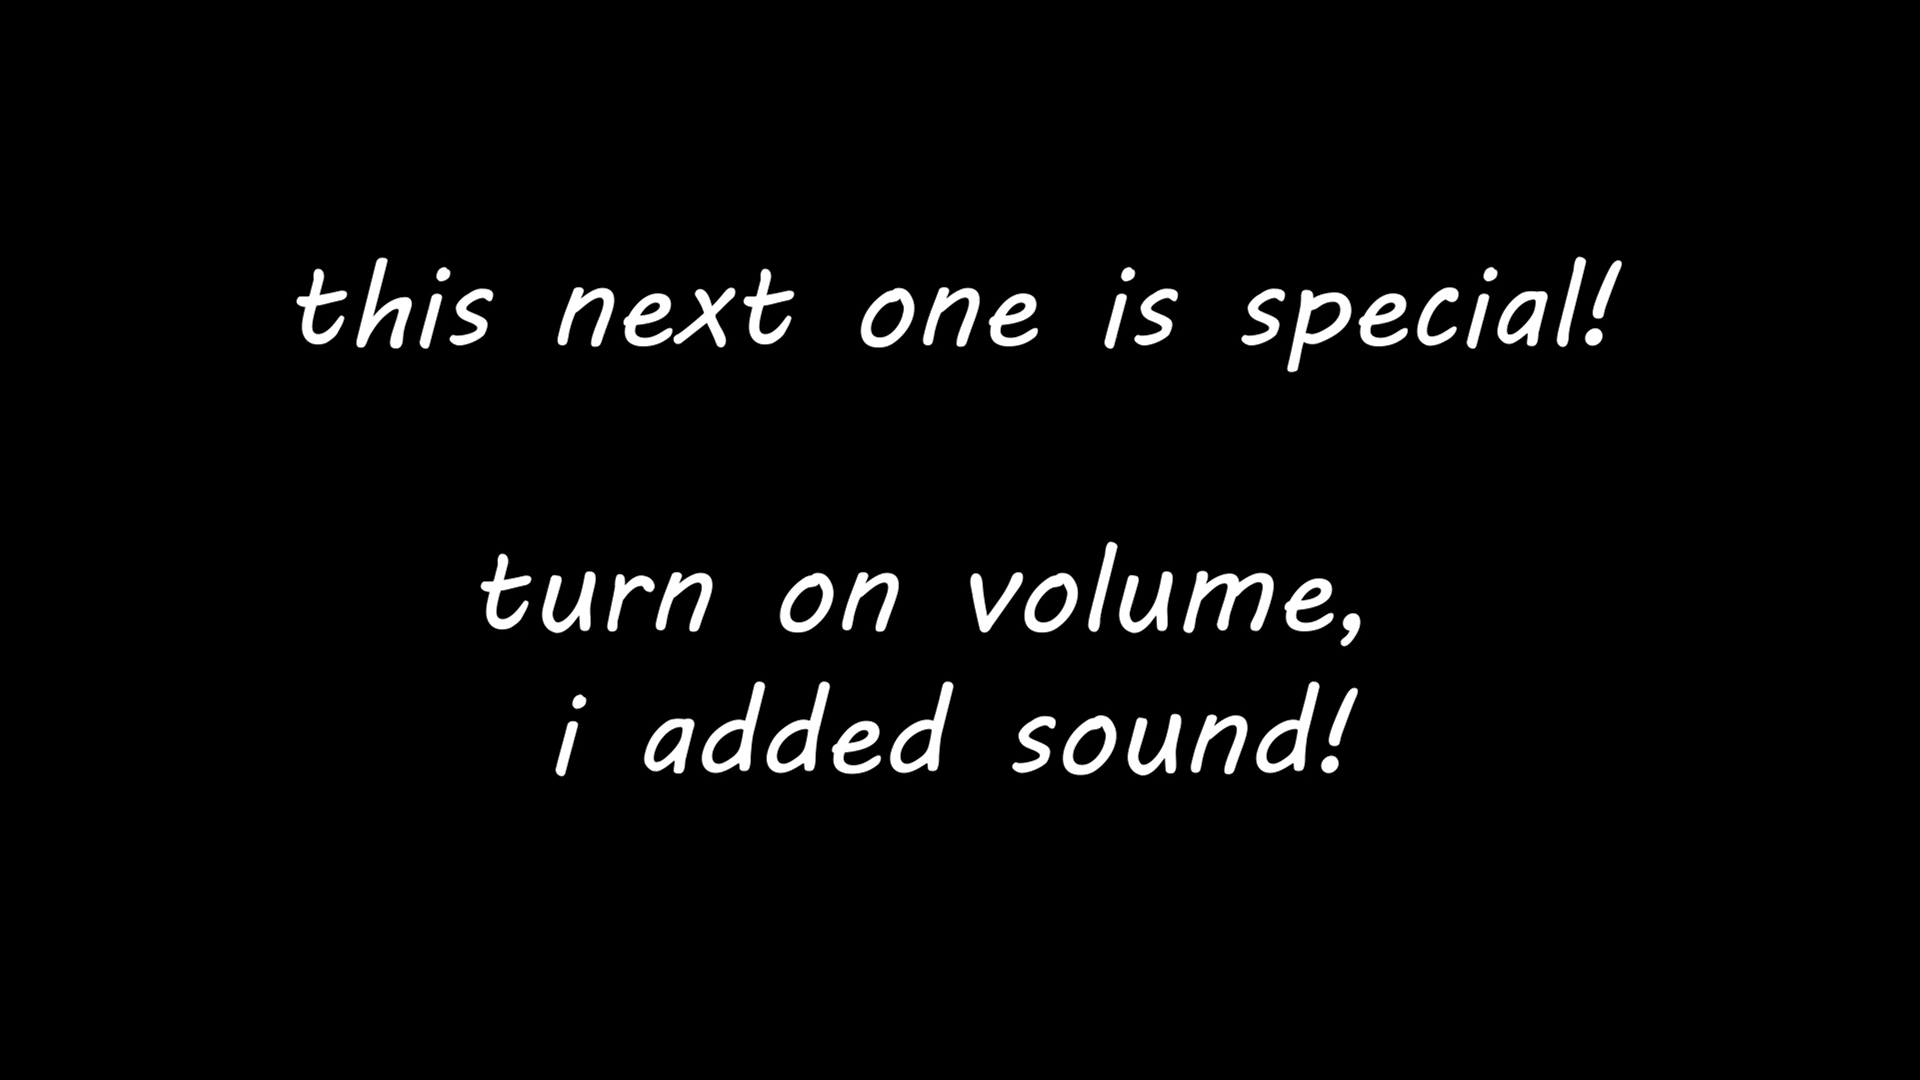 this next one is special!
turn on volume,
i added sound!